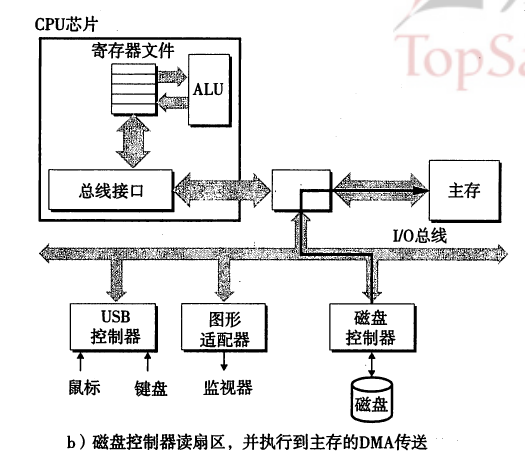 CPU芯片
TopSa
寄存器文件
ALU
总线接口
主存
I/O总线
USB
控制器
图形
适配器
磁盘
控制器
鼠标
键盘
监视器
磁盘
b）磁盘控制器读扇区，并执行到主存的DMA传送